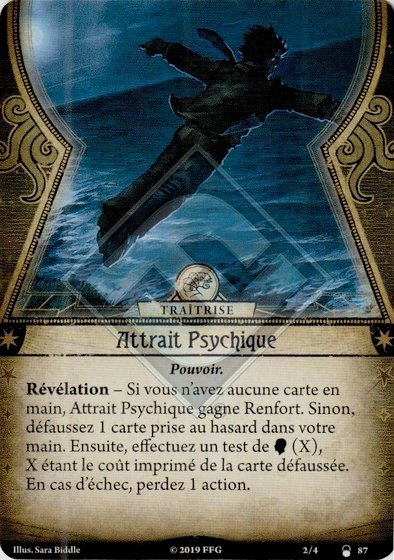 TRAÎTRISE
Attrait Psychique
Pouvoir.
Révélation – Si vous n'avez aucune carte en
main, Attrait Psychique gagne Renfort. Sinon,
défaussez 1 carte prise au hasard dans votre
main. Ensuite, effectuez un test de (X),
X étant le coût imprimé de la carte défaussée.
En cas d'échec, perdez 1 action.
Illus. Sara Biddle © 2019 FFG 2/4 87